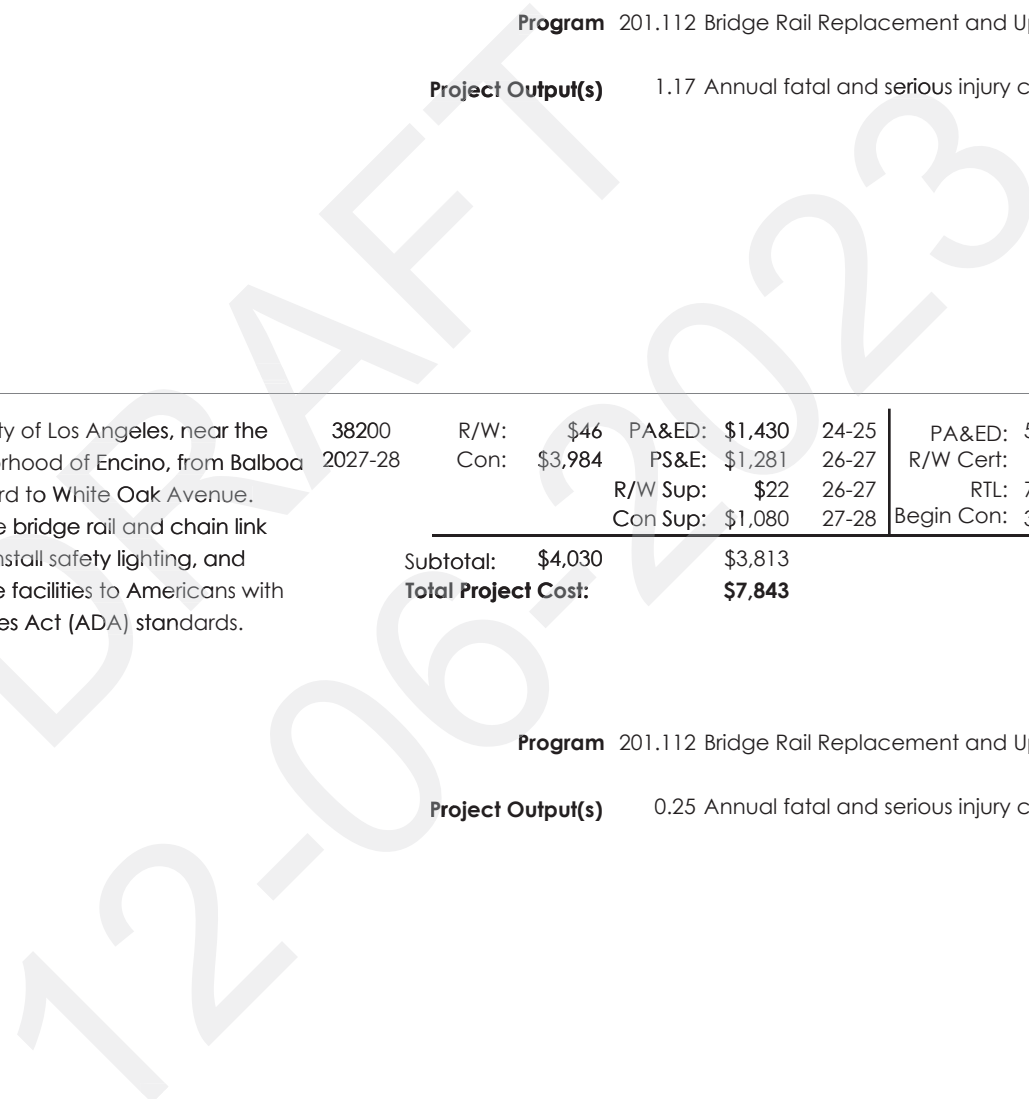 Program 201.112 Bridge Rail Replacement and U
Project Output(s) 1.17 Annual fatal and serious injury c
ty of Los Angeles, near the 38200 R/W: $46 PA&ED: $1,430 24-25 PA&ED: 5
rhood of Encino, from Balboa 2027-28 Con: $3,984 PS&E: $1,281 26-27 R/W Cert:
rd to White Oak Avenue. R/W Sup: $22 26-27 RTL: 7
e bridge rail and chain link Con Sup: $1,080 27-28 Begin Con: 3
nstall safety lighting, and Subtotal: $4,030 $3,813
e facilities to Americans with Total Project Cost: $7,843
es Act (ADA) standards.
Program 201.112 Bridge Rail Replacement and U
Project Output(s) 0.25 Annual fatal and serious injury c
DRAFT
12-06-2023